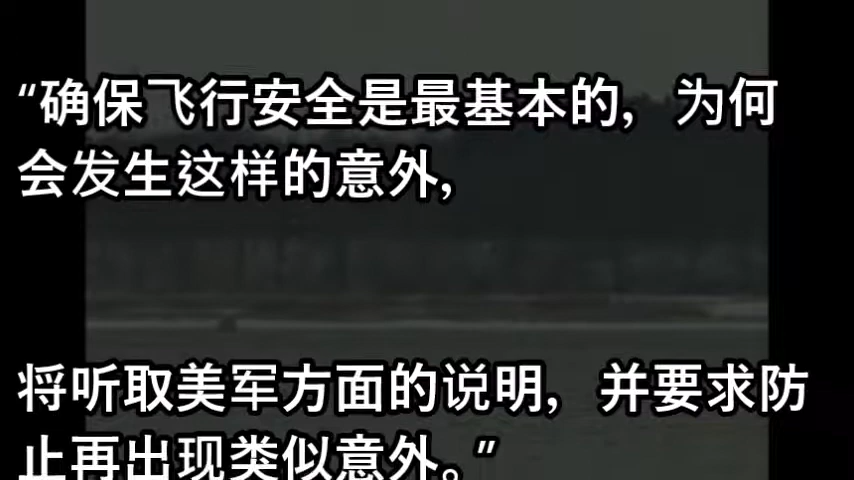 “确保飞行安全是最基本的，为何
会发生这样的意外，
将听取美军方面的说明，并要求防
止再出现类似意外。”